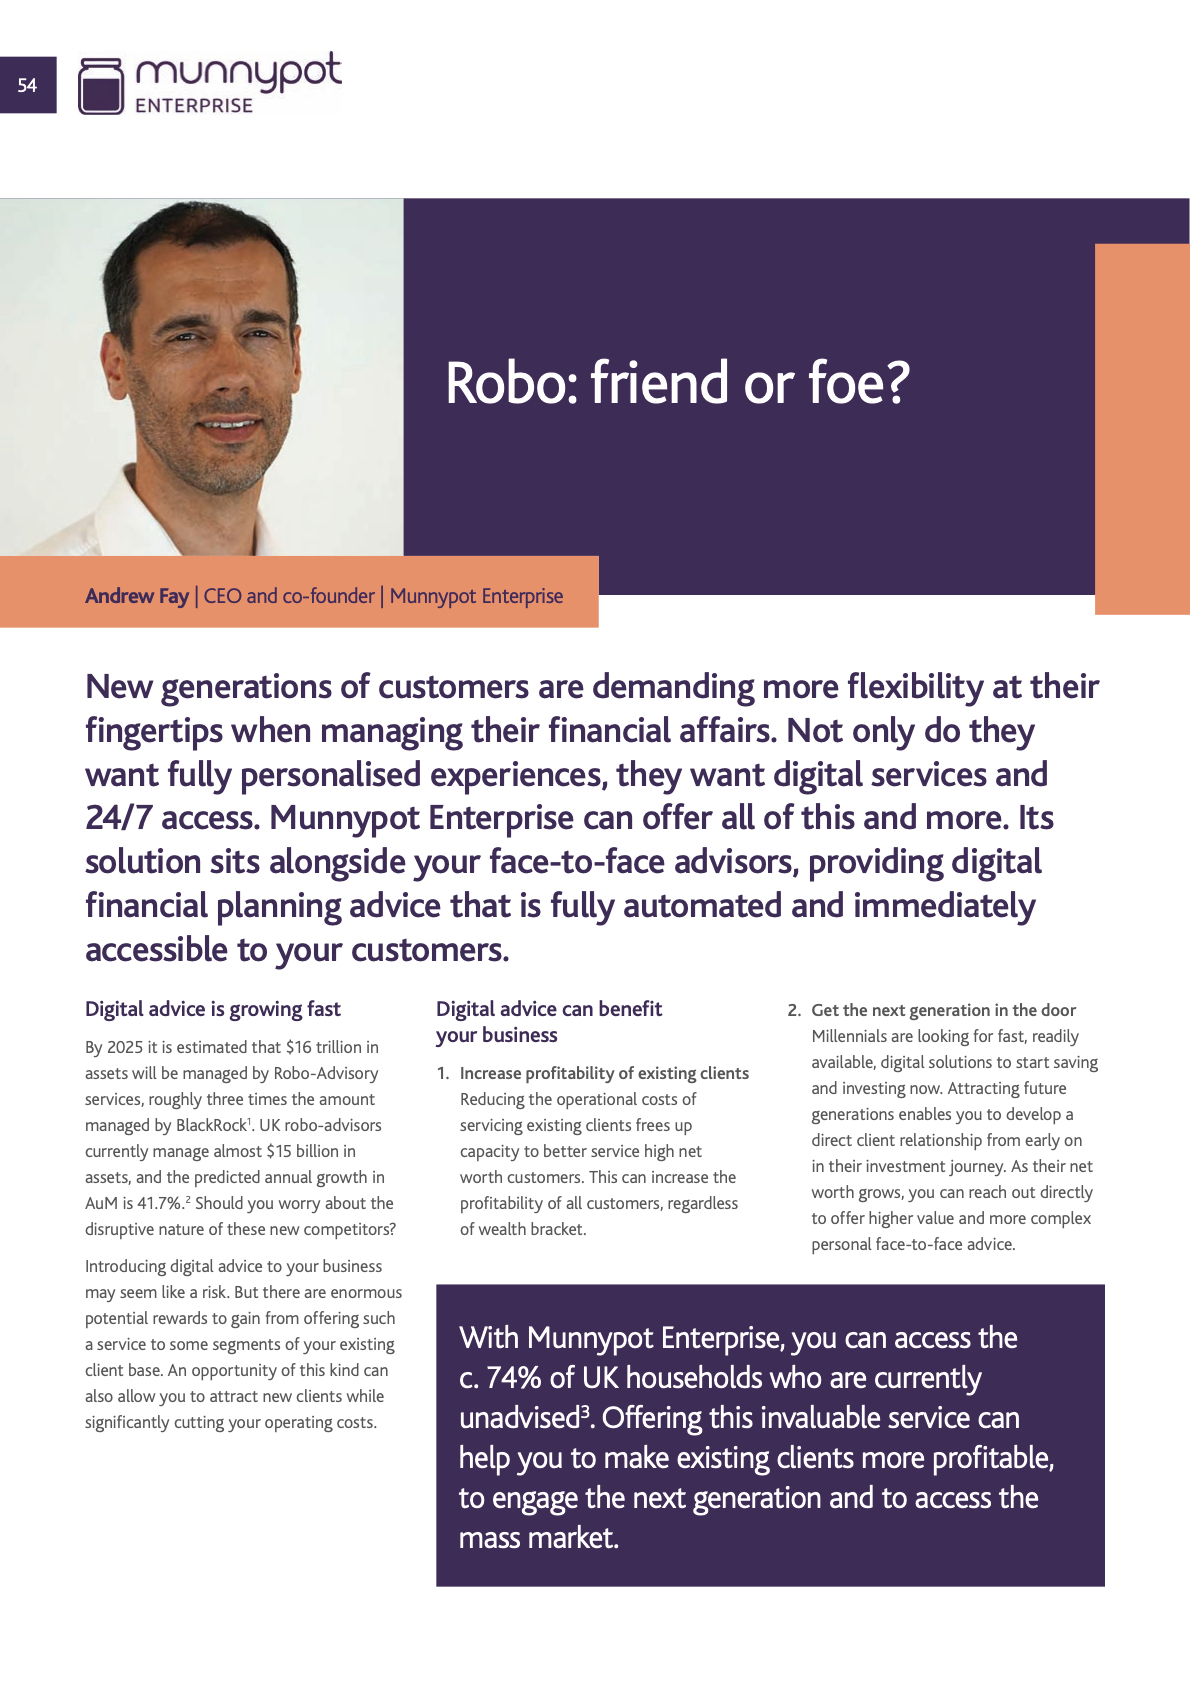 54
munnypot
ENTERPRISE
Robo: friend or foe?
Andrew Fay | CEO and co-founder | Munnypot Enterprise
New generations of customers are demanding more flexibility at their
fingertips when managing their financial affairs. Not only do they
want fully personalised experiences, they want digital services and
24/7 access. Munnypot Enterprise can offer all of this and more. Its
solution sits alongside your face-to-face advisors, providing digital
financial planning advice that is fully automated and immediately
accessible to your customers.
Digital advice is growing fast
By 2025 it is estimated that $16 trillion in
assets will be managed by Robo-Advisory
services, roughly three times the amount
managed by BlackRock¹. UK robo-advisors
currently manage almost $15 billion in
assets, and the predicted annual growth in
AuM is 41.7%.² Should you worry about the
disruptive nature of these new competitors?
Introducing digital advice to your business
may seem like a risk. But there are enormous
potential rewards to gain from offering such
a service to some segments of your existing
client base. An opportunity of this kind can
also allow you to attract new clients while
significantly cutting your operating costs.
Digital advice can benefit
your business
1. Increase profitability of existing clients
Reducing the operational costs of
servicing existing clients frees up
capacity to better service high net
worth customers. This can increase the
profitability of all customers, regardless
of wealth bracket.
2. Get the next generation in the door
Millennials are looking for fast, readily
available, digital solutions to start saving
and investing now. Attracting future
generations enables you to develop a
direct client relationship from early on
in their investment journey. As their net
worth grows, you can reach out directly
to offer higher value and more complex
personal face-to-face advice.
With Munnypot Enterprise, you can access the
c. 74% of UK households who are currently
unadvised³. Offering this invaluable service can
help you to make existing clients more profitable,
to engage the next generation and to access the
mass market.